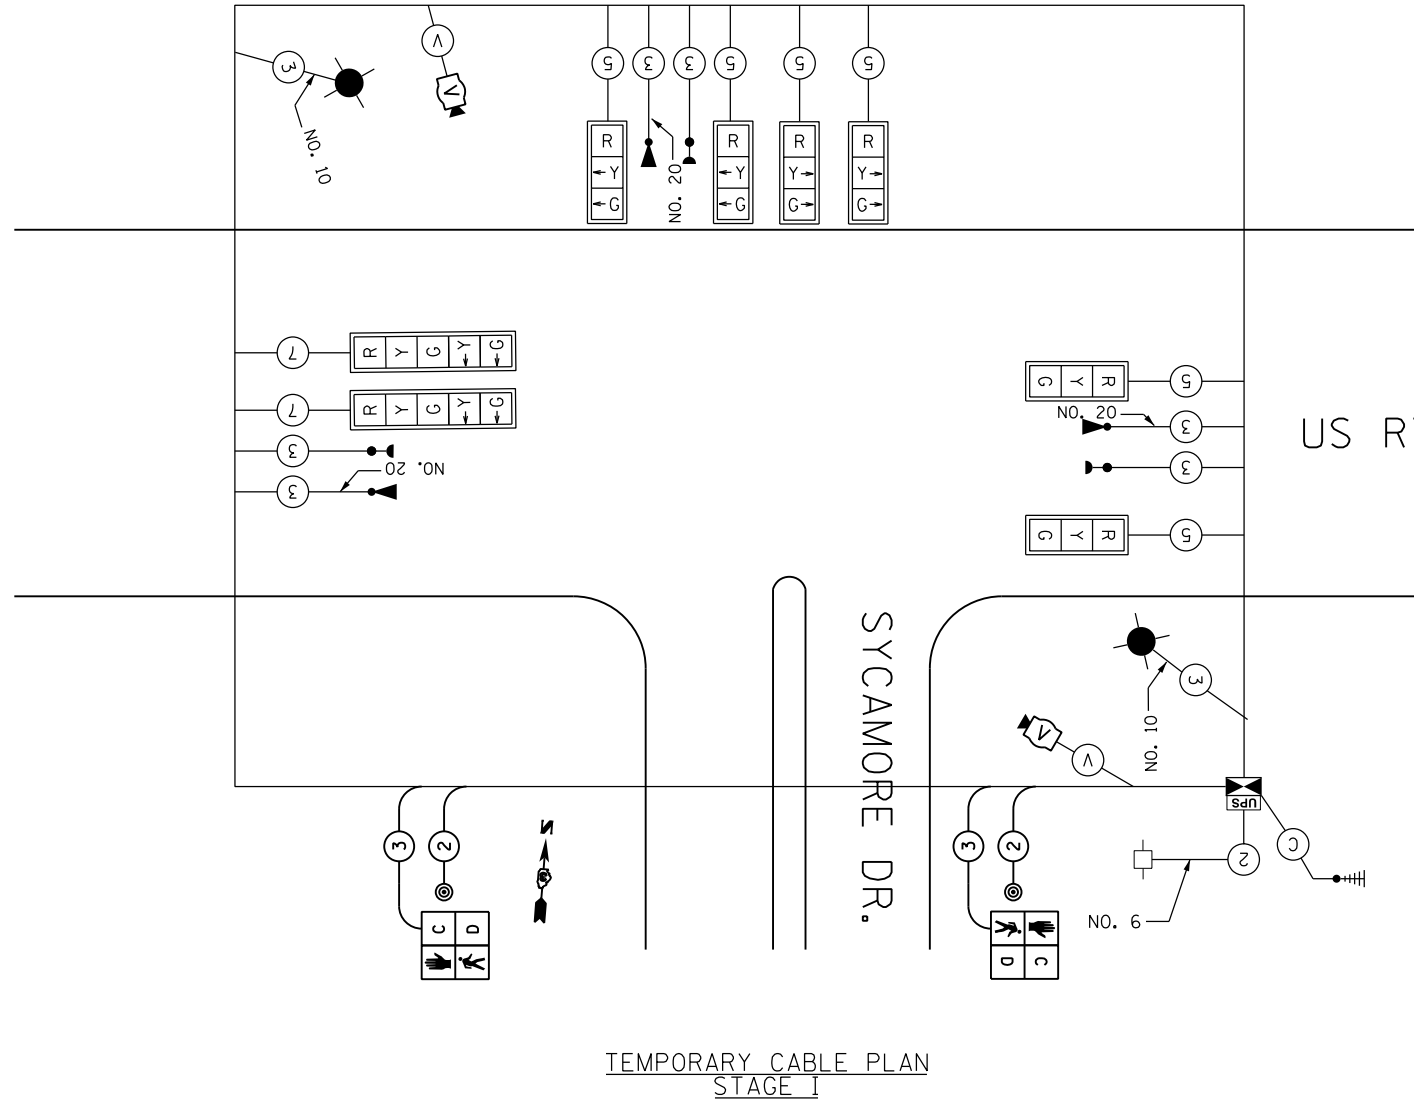 V
V
3
NO. 10
5
3
3
5
5
5
NO. 20
R
←Y
←G
R
←Y
←G
R
Y→
G→
R
Y→
G→
7
R Y G ←Y ←G
7
R Y G ←Y ←G
3
3
NO. 20
G Y R
5
NO. 20
3
3
G Y R
5
US R
SYCAMORE DR.
3
NO. 10
V
V
UPS
C
2
NO. 6
3
2
C D
N
3
2
D C
TEMPORARY CABLE PLAN
STAGE I